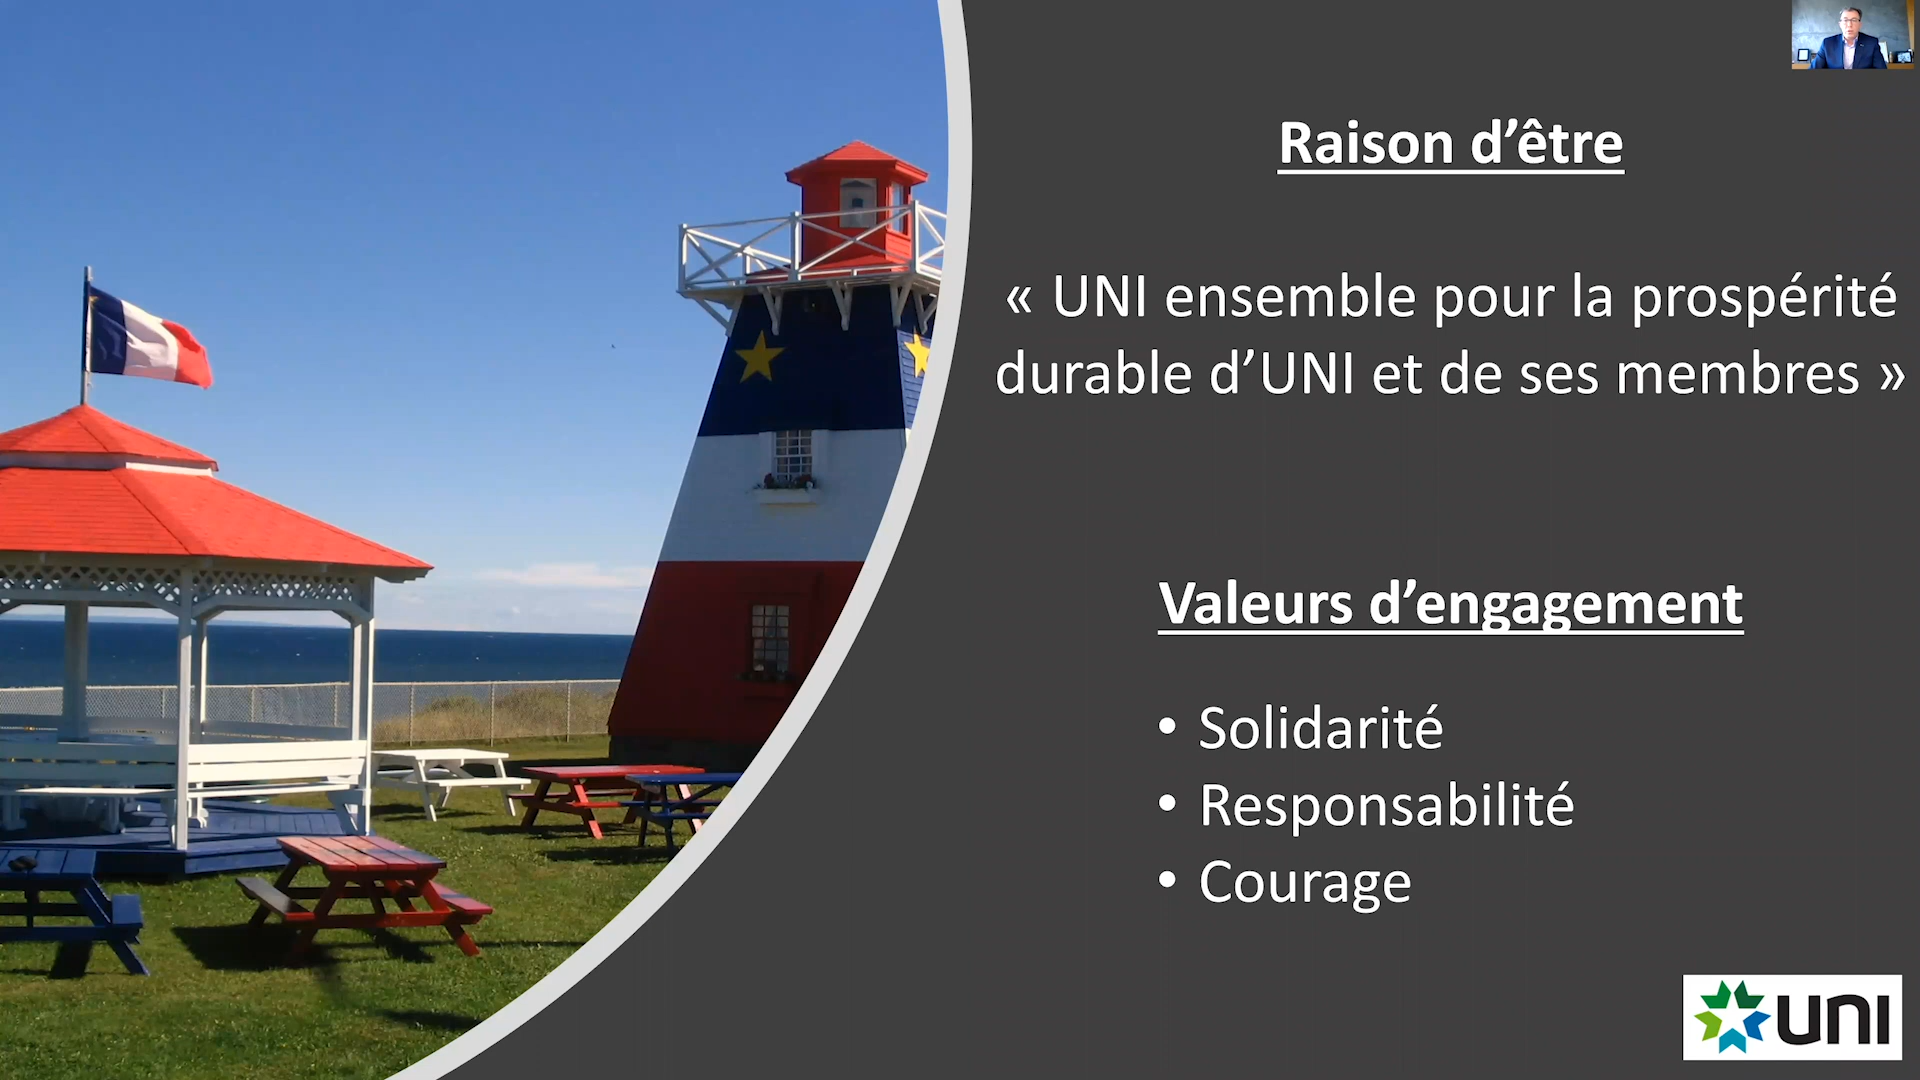 Raison d’être
« UNI ensemble pour la prospérité
durable d’UNI et de ses membres »
Valeurs d’engagement
• Solidarité
• Responsabilité
• Courage
UNI